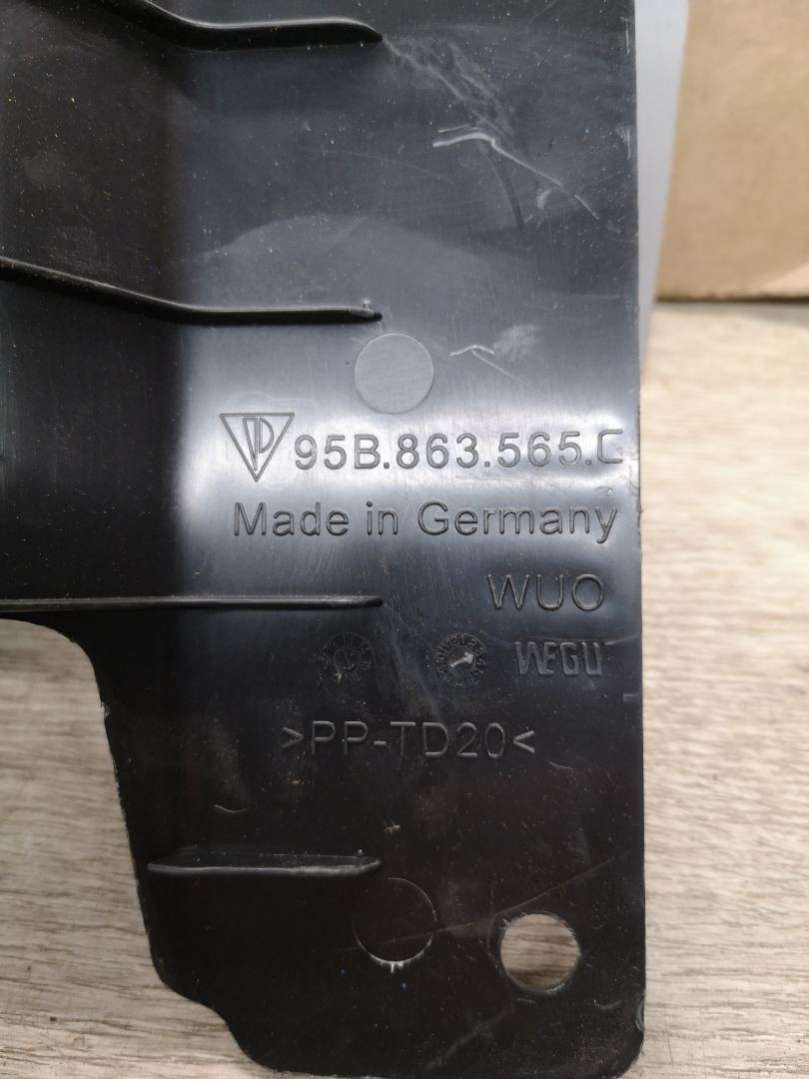 95B.863.565.C
Made in Germany
WUO
WEGU
>PP-TD20<